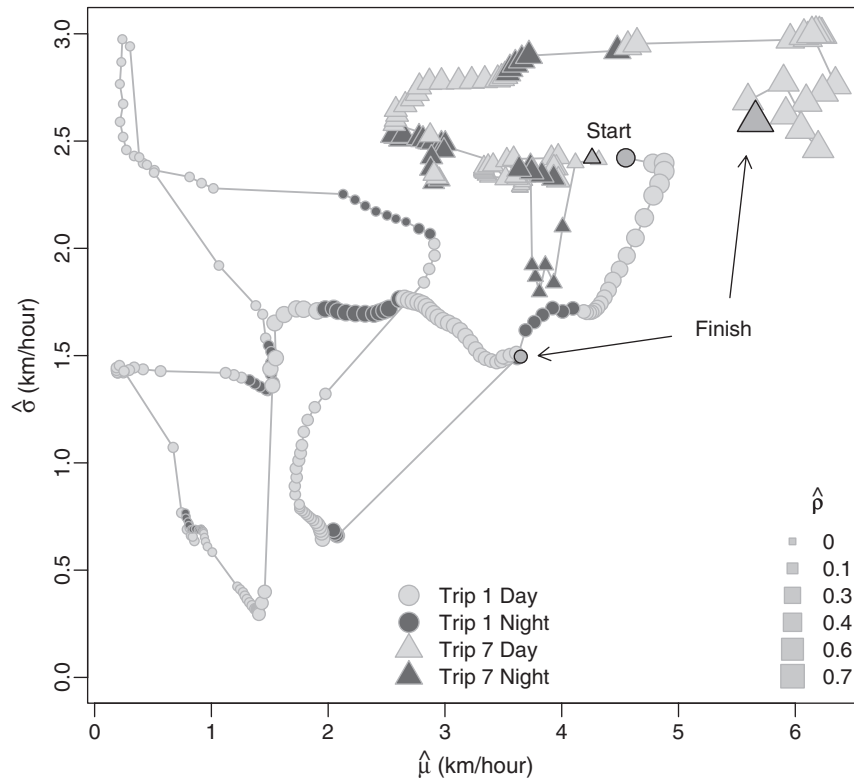 3.0
2.5
2.0
1.5
1.0
0.5
0.0
σ̂ (km/hour)
Start
Finish
ρ̂
0
0.1
0.3
0.4
0.6
0.7
Trip 1 Day
Trip 1 Night
Trip 7 Day
Trip 7 Night
0 1 2 3 4 5 6
μ̂ (km/hour)